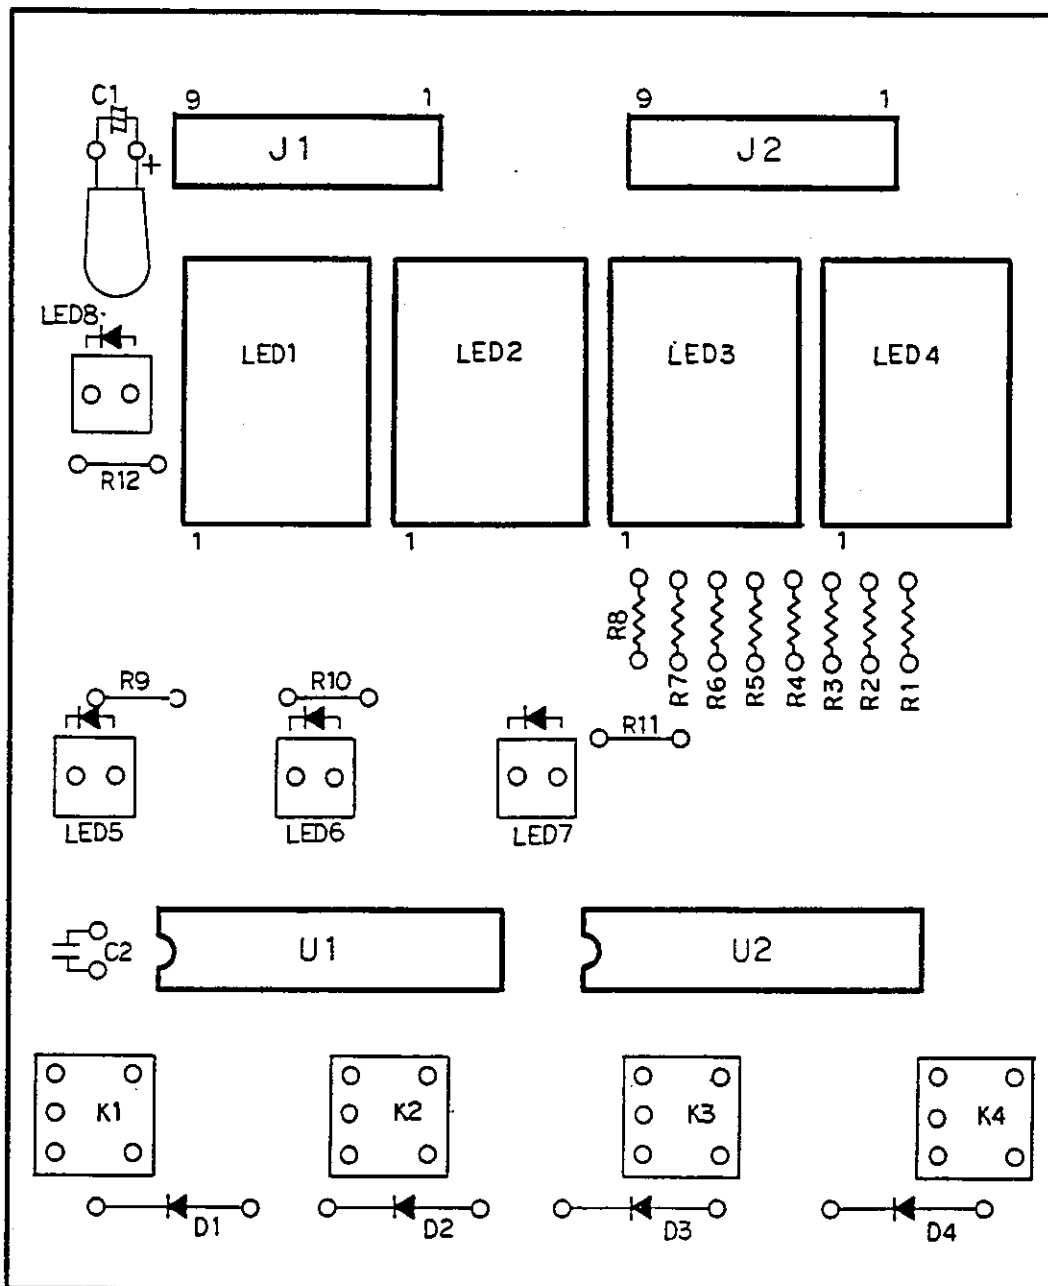 C1 9 1 9 1
J1 J2
+
LED8
LED1 LED2 LED3 LED4
R12
1 1 1 1
R8 R7 R6 R5 R4 R3 R2 R1
R9 R10
R11
LED5 LED6 LED7
C2 U1 U2
K1 K2 K3 K4
D1 D2 D3 D4